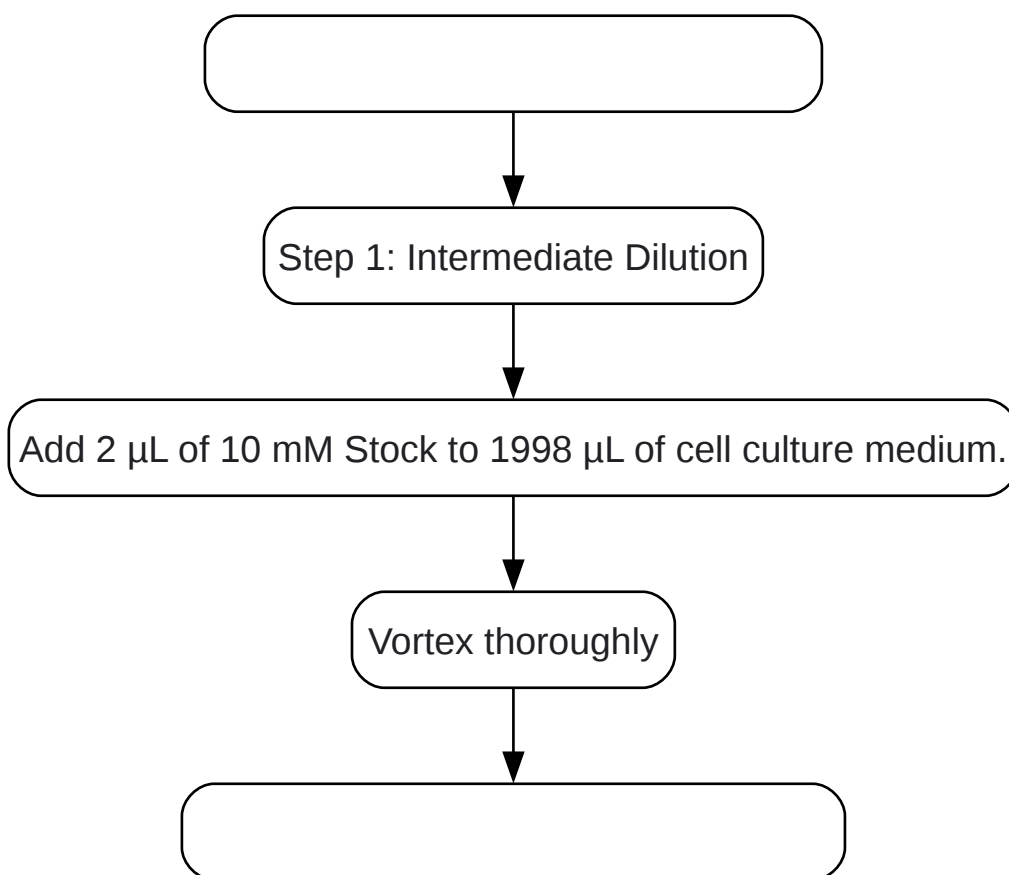 Step 1: Intermediate Dilution
Add 2 µL of 10 mM Stock to 1998 µL of cell culture medium.
Vortex thoroughly